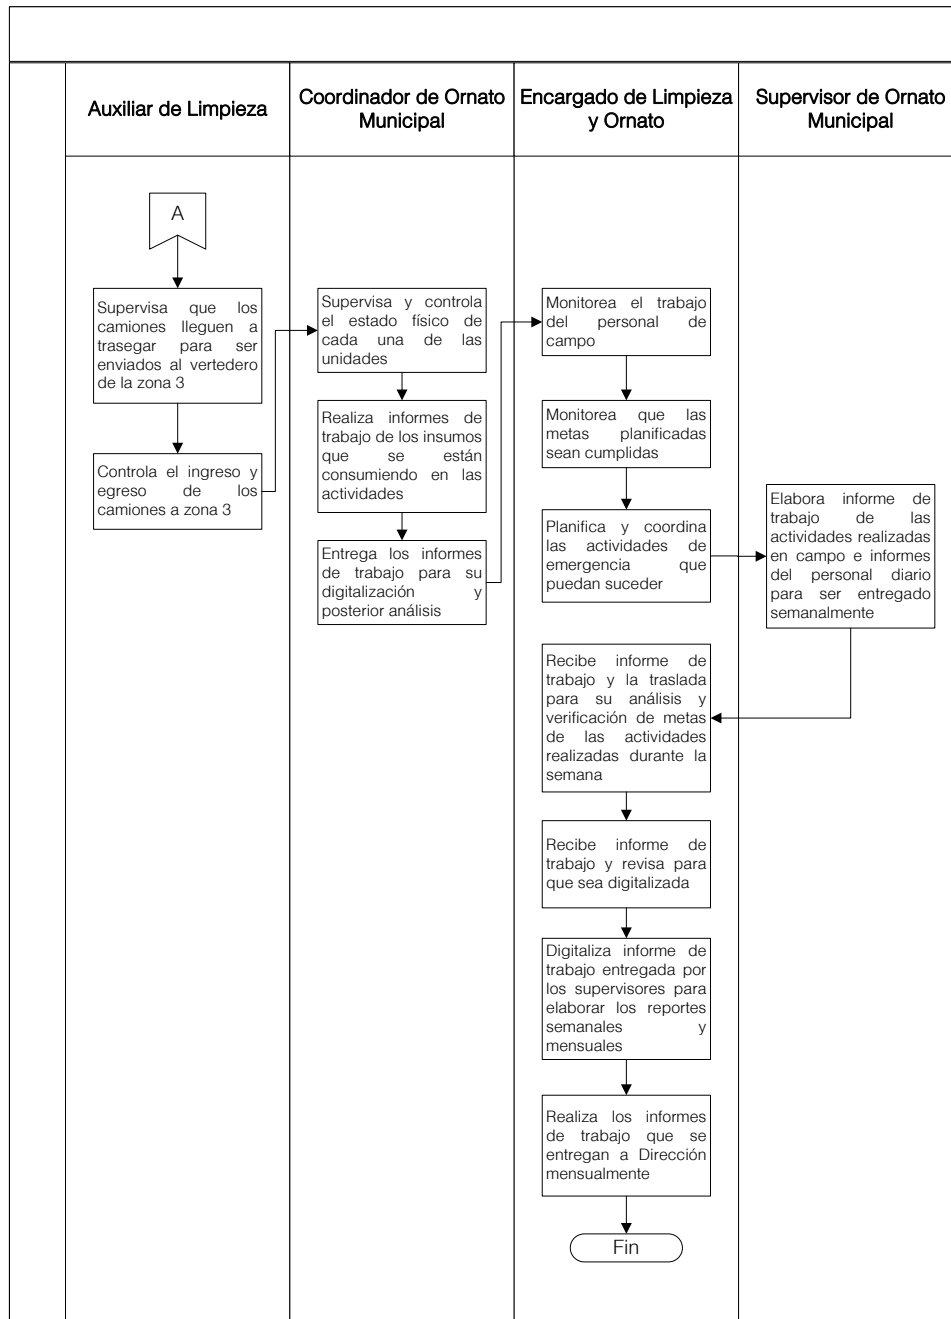 Auxiliar de Limpieza
Coordinador de Ornato
Municipal
Encargado de Limpieza
y Ornato
Supervisor de Ornato
Municipal
A
Supervisa que los
camiones lleguen a
trasegar para ser
enviados al vertedero
de la zona 3
Controla el ingreso y
egreso de los
camiones a zona 3
Supervisa y controla
el estado físico de
cada una de las
unidades
Realiza informes de
trabajo de los insumos
que se están
consumiendo en las
actividades
Entrega los informes
de trabajo para su
digitalización y
posterior análisis
Monitorea el trabajo
del personal de
campo
Monitorea que las
metas planificadas
sean cumplidas
Planifica y coordina
las actividades de
emergencia que
puedan suceder
Elabora informe de
trabajo de las
actividades realizadas
en campo e informes
del personal diario
para ser entregado
semanalmente
Recibe informe de
trabajo y la traslada
para su análisis y
verificación de metas
de las actividades
realizadas durante la
semana
Recibe informe de
trabajo y revisa para
que sea digitalizada
Digitaliza informe de
trabajo entregada por
los supervisores para
elaborar los reportes
semanales y
mensuales
Realiza los informes
de trabajo que se
entregan a Dirección
mensualmente
Fin